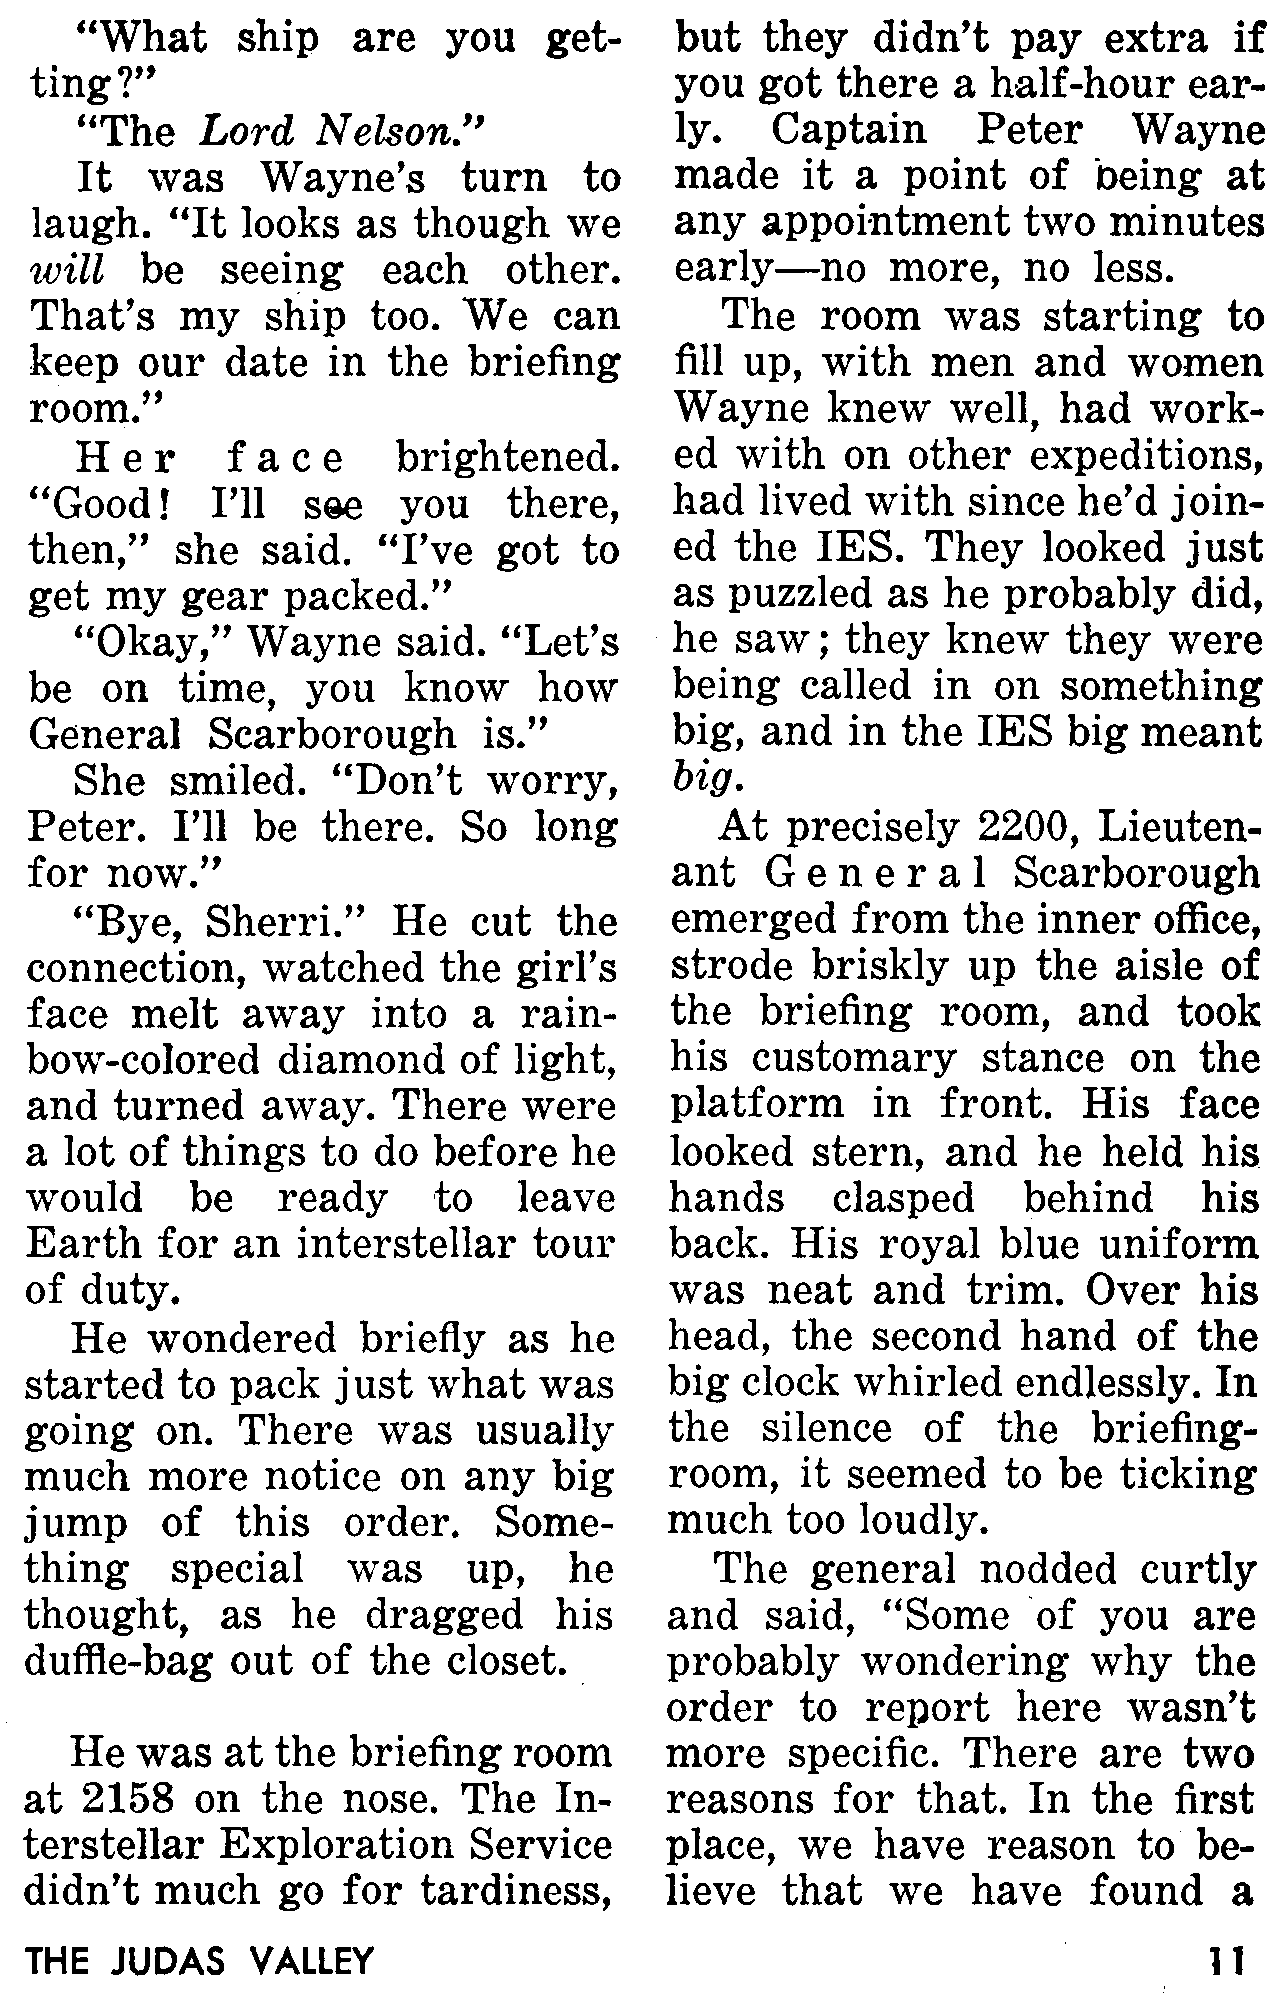 “What ship are you get-
ting?”
“The Lord Nelson.”
It was Wayne’s turn to
laugh. “It looks as though we
will be seeing each other.
That’s my ship too. We can
keep our date in the briefing
room.”
Her face brightened.
“Good! I’ll see you there,
then,” she said. “I’ve got to
get my gear packed.”
“Okay,” Wayne said. “Let’s
be on time, you know how
General Scarborough is.”
She smiled. “Don’t worry,
Peter. I’ll be there. So long
for now.”
“Bye, Sherri.” He cut the
connection, watched the girl’s
face melt away into a rain-
bow-colored diamond of light,
and turned away. There were
a lot of things to do before he
would be ready to leave
Earth for an interstellar tour
of duty.
He wondered briefly as he
started to pack just what was
going on. There was usually
much more notice on any big
jump of this order. Some-
thing special was up, he
thought, as he dragged his
duffle-bag out of the closet.
He was at the briefing room
at 2158 on the nose. The In-
terstellar Exploration Service
didn’t much go for tardiness,
but they didn’t pay extra if
you got there a half-hour ear-
ly. Captain Peter Wayne
made it a point of being at
any appointment two minutes
early—no more, no less.
The room was starting to
fill up, with men and women
Wayne knew well, had work-
ed with on other expeditions,
had lived with since he’d join-
ed the IES. They looked just
as puzzled as he probably did,
he saw; they knew they were
being called in on something
big, and in the IES big meant
big.
At precisely 2200, Lieuten-
ant General Scarborough
emerged from the inner office,
strode briskly up the aisle of
the briefing room, and took
his customary stance on the
platform in front. His face
looked stern, and he held his
hands clasped behind his
back. His royal blue uniform
was neat and trim. Over his
head, the second hand of the
big clock whirled endlessly. In
the silence of the briefing-
room, it seemed to be ticking
much too loudly.
The general nodded curtly
and said, “Some of you are
probably wondering why the
order to report here wasn’t
more specific. There are two
reasons for that. In the first
place, we have reason to be-
lieve that we have found a
THE JUDAS VALLEY 11